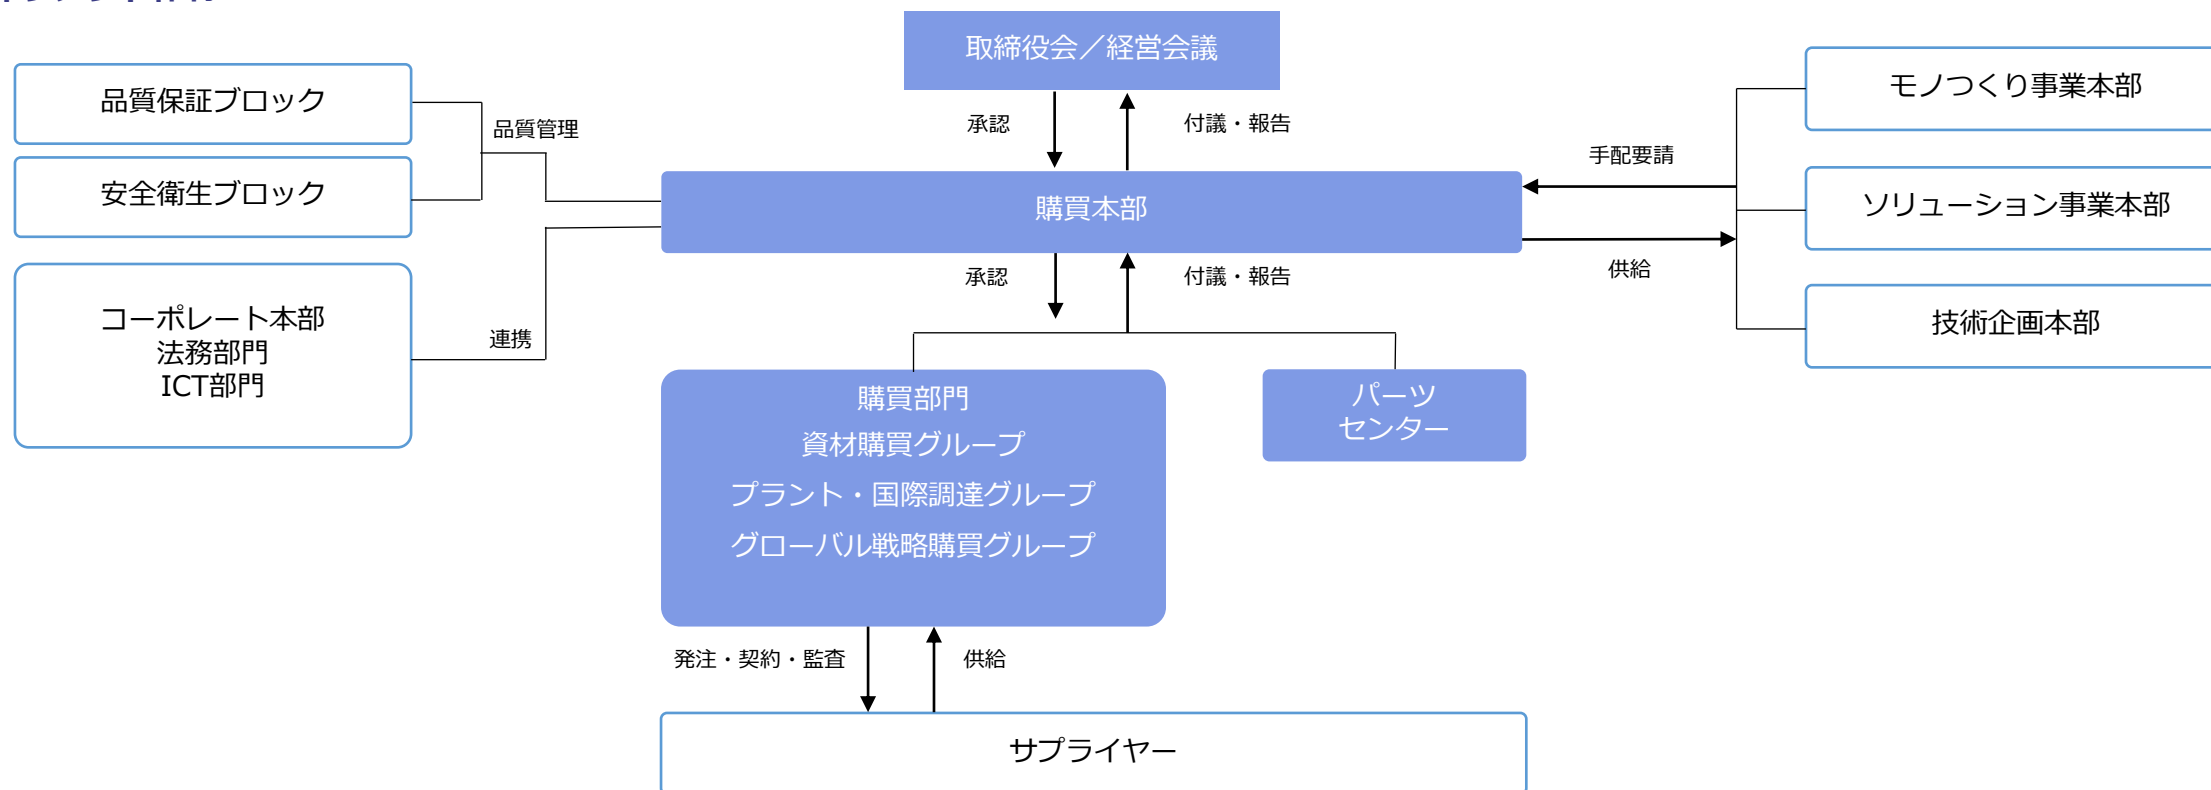 取締役会／経営会議
品質保証ブロック
モノつくり事業本部
承認
付議・報告
品質管理
手配要請
安全衛生ブロック
購買本部
ソリューション事業本部
承認
付議・報告
供給
コーポレート本部
法務部門
ICT部門
連携
技術企画本部
購買部門
資材購買グループ
プラント・国際調達グループ
グローバル戦略購買グループ
パーツ
センター
発注・契約・監査
供給
サプライヤー